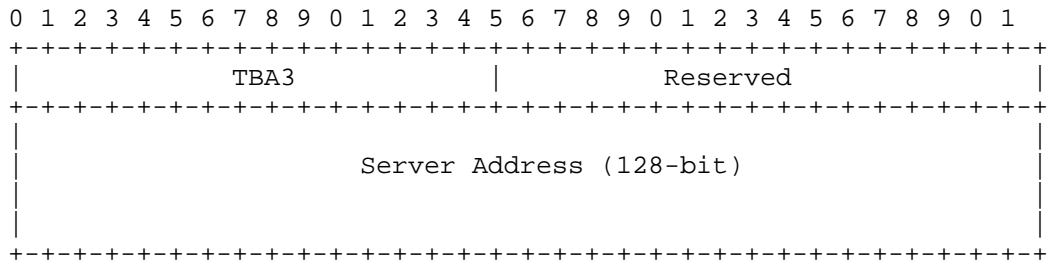 0 1 2 3 4 5 6 7 8 9 0 1 2 3 4 5 6 7 8 9 0 1 2 3 4 5 6 7 8 9 0 1
+-+-+-+-+-+-+-+-+-+-+-+-+-+-+-+-+-+-+-+-+-+-+-+-+-+-+-+-+-+-+-+-+
|             TBA3            |          Reserved               |
+-+-+-+-+-+-+-+-+-+-+-+-+-+-+-+-+-+-+-+-+-+-+-+-+-+-+-+-+-+-+-+-+
|                                                               |
|                     Server Address (128-bit)                  |
|                                                               |
|                                                               |
+-+-+-+-+-+-+-+-+-+-+-+-+-+-+-+-+-+-+-+-+-+-+-+-+-+-+-+-+-+-+-+-+